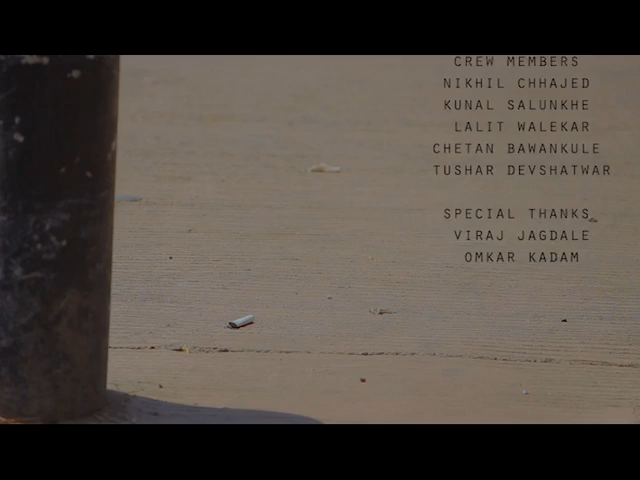 CREW MEMBERS
NIKHIL CHHAJED
KUNAL SALUNKHE
LALIT WALEKAR
CHETAN BAWANKULE
TUSHAR DEVSHATWAR
SPECIAL THANKS
VIRAJ JAGDALE
OMKAR KADAM